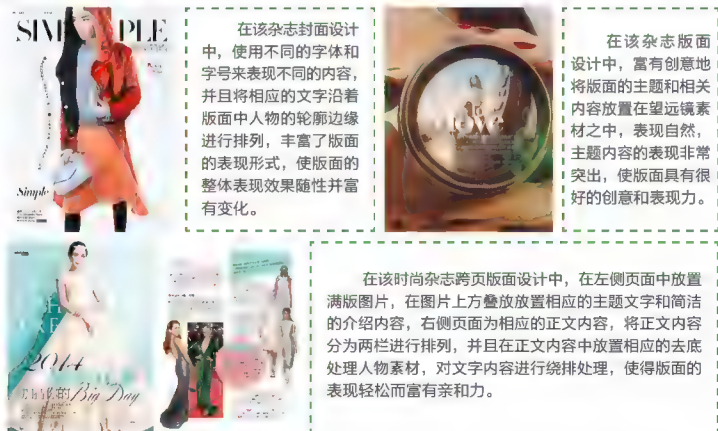 SIMPLE
Simple
在该杂志封面设计
中，使用不同的字体和
字号来表现不同的内容，
并且将相应的文字沿着
版面中人物的轮廓边缘
进行排列，丰富了版面
的表现形式，使版面的
整体表现效果随性并富
有变化。
在该杂志版面
设计中，富有创意地
将版面的主题和相关
内容放置在望远镜素
材之中，表现自然，
主题内容的表现非常
突出，使版面具有很
好的创意和表现力。
2014
Big Day
在该时尚杂志跨页版面设计中，在左侧页面中放置
满版图片，在图片上方叠放放置相应的主题文字和简洁
的介绍内容，右侧页面为相应的正文内容，将正文内容
分为两栏进行排列，并且在正文内容中放置相应的去底
处理人物素材，对文字内容进行绕排处理，使得版面的
表现轻松而富有亲和力。